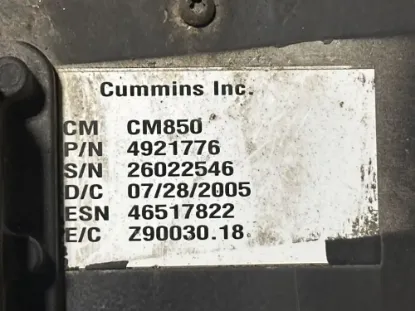 Cummins Inc.
CM CM850
P/N 4921776
S/N 26022546
D/C 07/28/2005
ESN 46517822
E/C Z90030.18